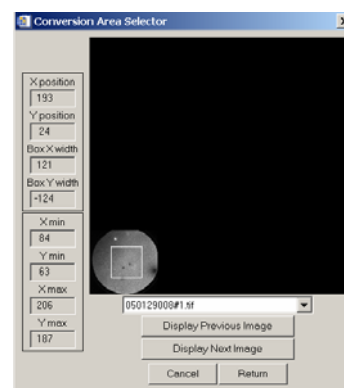 Conversion Area Selector
X position
193
Y position
24
Box X width
121
Box Y width
-124
X min
84
Y min
63
X max
206
Y max
187
050129008#1.tif
Display Previous Image
Display Next Image
Cancel Return